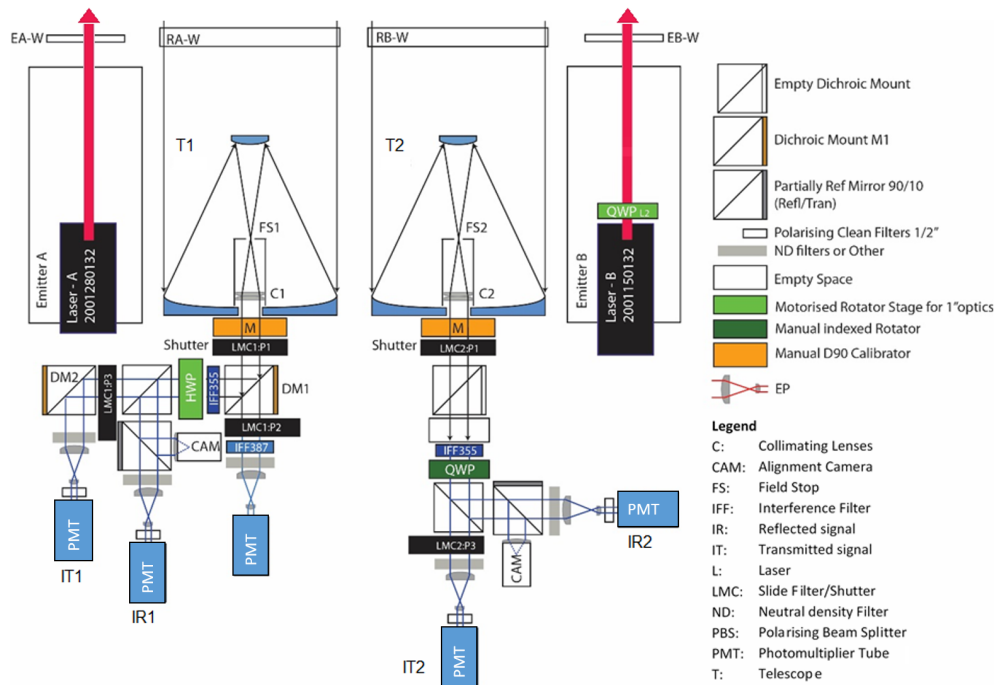 EA-W
RA-W
RB-W
EB-W
T1
T2
FS1
FS2
C1
C2
Emitter A
Laser - A
2001280132
QWP L2
Emitter B
Laser - B
2001150132
M
M
Shutter
LMC1:P1
Shutter
LMC2:P1
DM2
LMC1:P3
HWP
IFF355
DM1
LMC1:P2
CAM
IFF387
IFF355
QWP
LMC2:P3
CAM
PMT
IR2
PMT
IT1
PMT
IR1
PMT
IT2
PMT
Empty Dichroic Mount
Dichroic Mount M1
Partially Ref Mirror 90/10
(Refl/Tran)
Polarising Clean Filters 1/2"
ND filters or Other
Empty Space
Motorised Rotator Stage for 1"optics
Manual indexed Rotator
Manual D90 Calibrator
EP
Legend
C: Collimating Lenses
CAM: Alignment Camera
FS: Field Stop
IFF: Interference Filter
IR: Reflected signal
IT: Transmitted signal
L: Laser
LMC: Slide Filter/Shutter
ND: Neutral density Filter
PBS: Polarising Beam Splitter
PMT: Photomultiplier Tube
T: Telescope